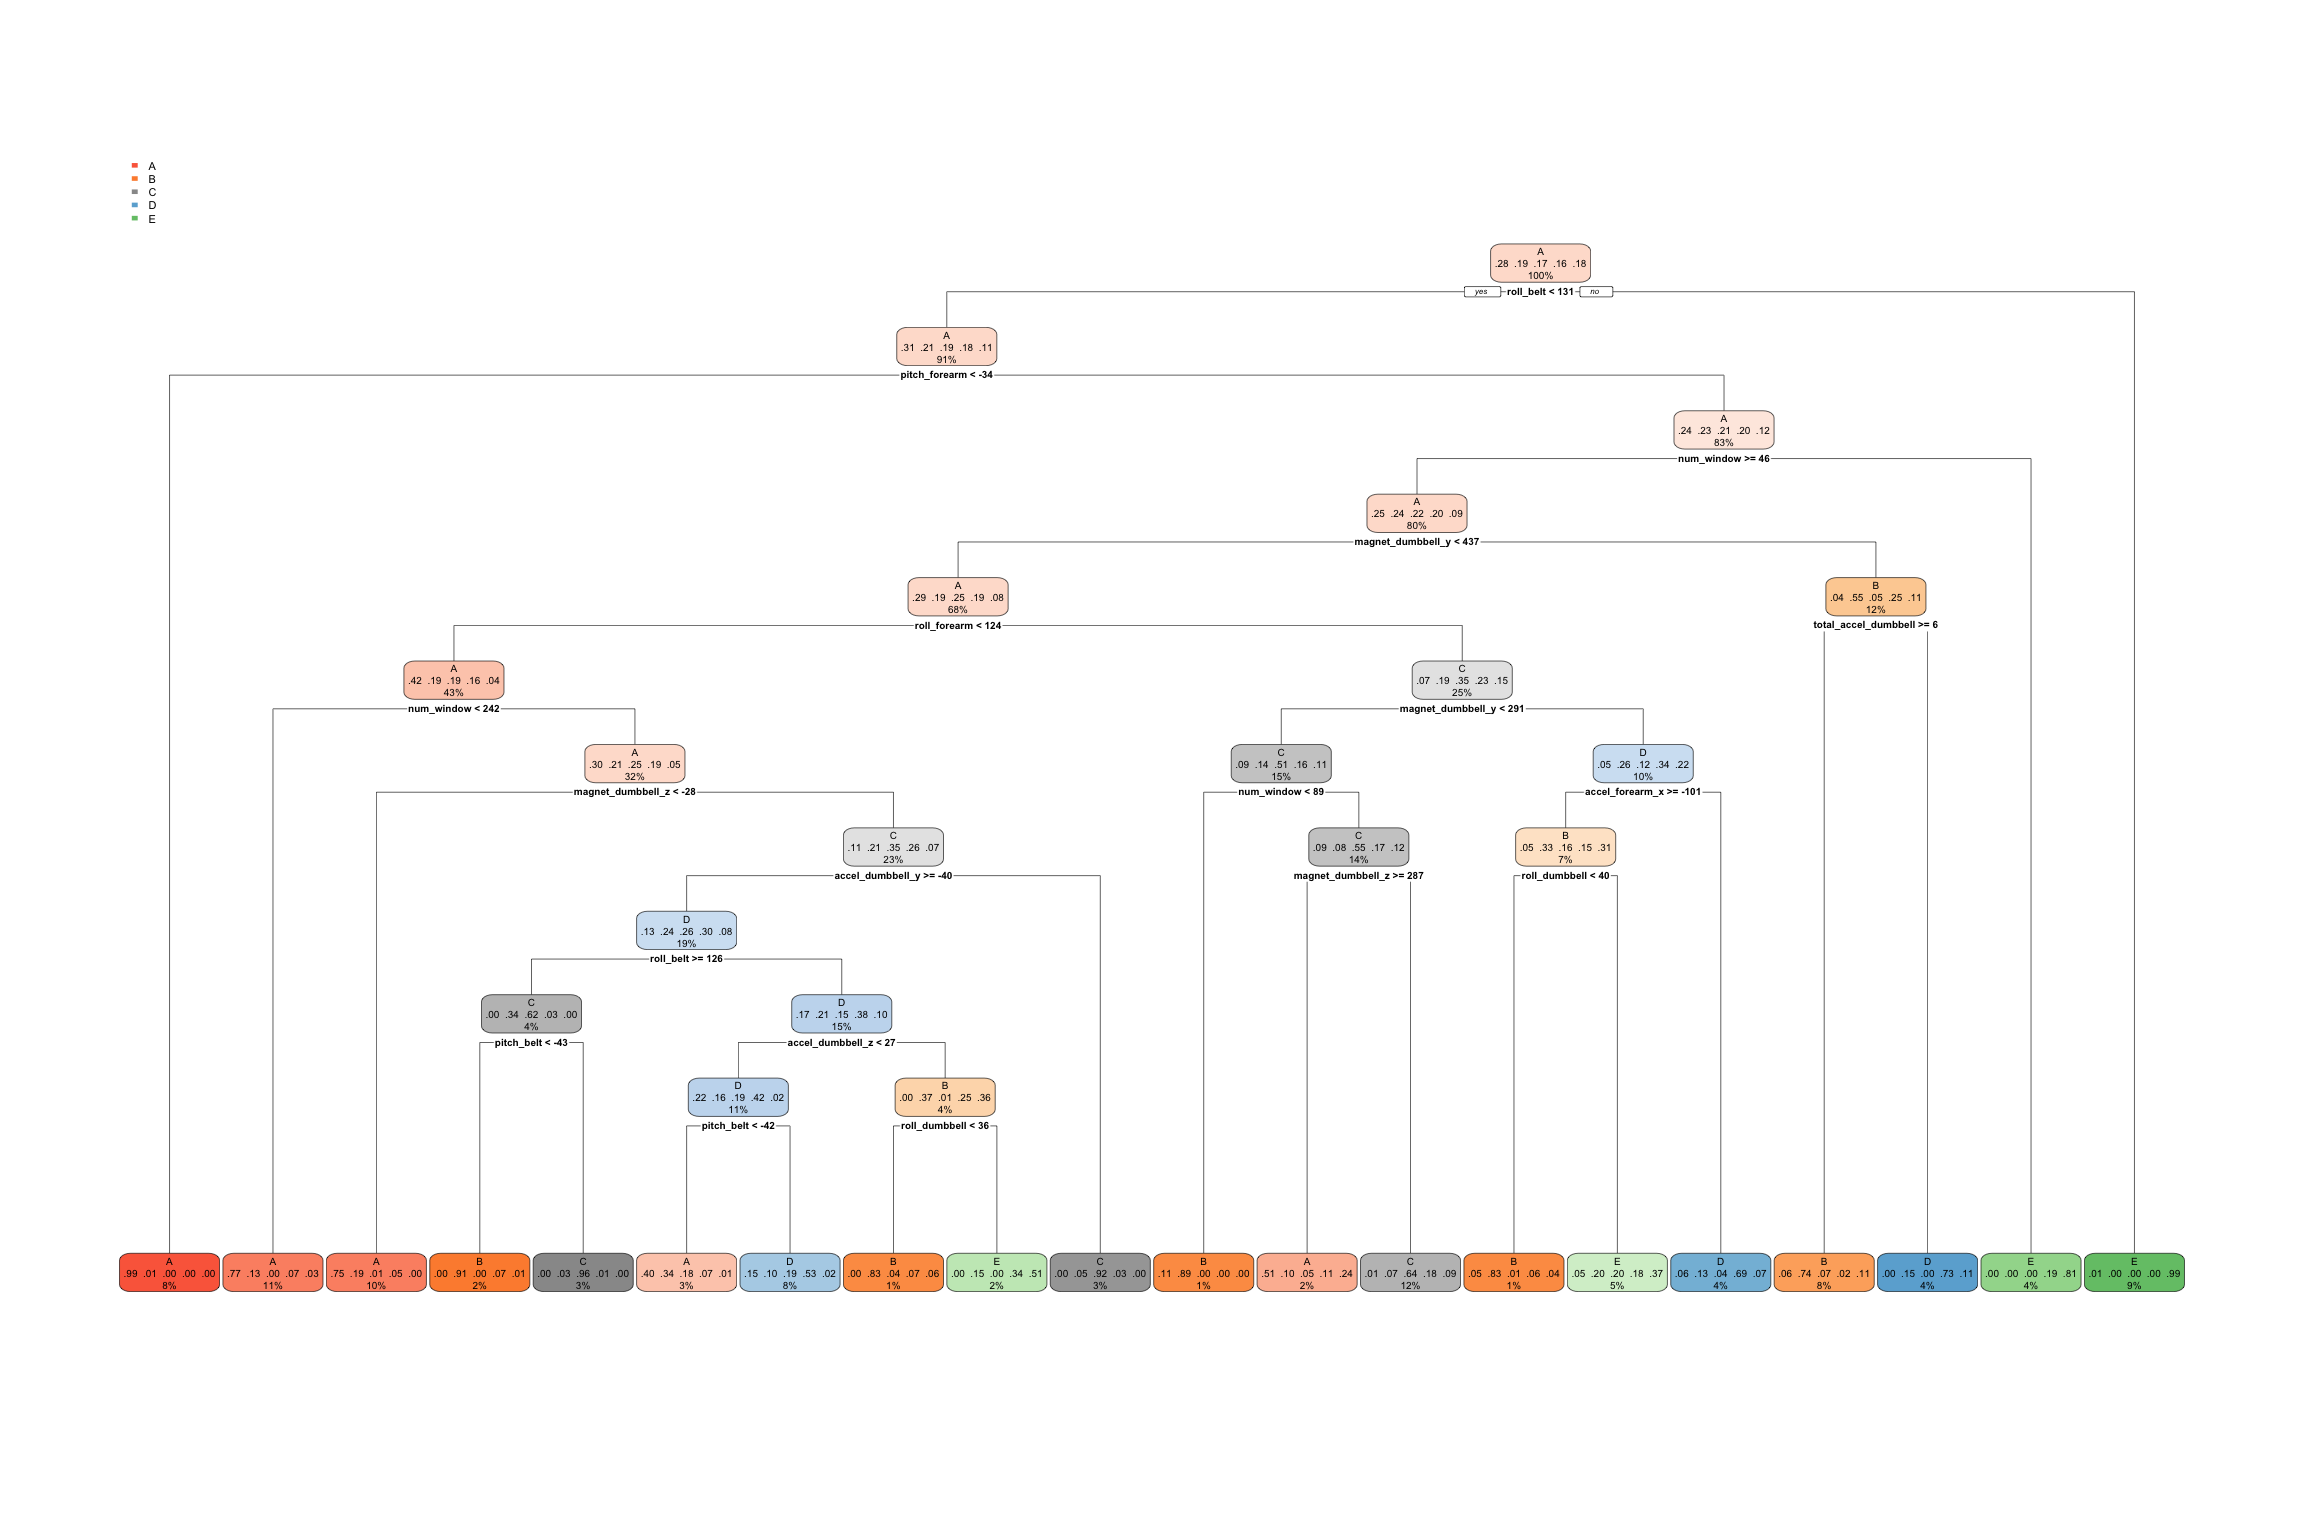 A
B
C
D
E
A
.28 .19 .17 .16 .18
100%
yes roll_belt < 131 no
A
.31 .21 .19 .18 .11
91%
pitch_forearm < -34
A
.24 .23 .21 .20 .12
83%
num_window >= 46
A
.25 .24 .22 .20 .09
80%
magnet_dumbbell_y < 437
A
.29 .19 .25 .19 .08
68%
roll_forearm < 124
B
.04 .55 .05 .25 .11
12%
total_accel_dumbbell >= 6
A
.42 .19 .19 .16 .04
43%
num_window < 242
C
.07 .19 .35 .23 .15
25%
magnet_dumbbell_y < 291
A
.30 .21 .25 .19 .05
32%
magnet_dumbbell_z < -28
C
.09 .14 .51 .16 .11
15%
num_window < 89
D
.05 .26 .12 .34 .22
10%
accel_forearm_x >= -101
C
.11 .21 .35 .26 .07
23%
accel_dumbbell_y >= -40
C
.09 .08 .55 .17 .12
14%
magnet_dumbbell_z >= 287
B
.05 .33 .16 .15 .31
7%
roll_dumbbell < 40
D
.13 .24 .26 .30 .08
19%
roll_belt >= 126
C
.00 .34 .62 .03 .00
4%
pitch_belt < -43
D
.17 .21 .15 .38 .10
15%
accel_dumbbell_z < 27
D
.22 .16 .19 .42 .02
11%
pitch_belt < -42
B
.00 .37 .01 .25 .36
4%
roll_dumbbell < 36
A
.99 .01 .00 .00 .00
8%
A
.77 .13 .00 .07 .03
11%
A
.75 .19 .01 .05 .00
10%
B
.00 .91 .00 .07 .01
2%
C
.00 .03 .96 .01 .00
3%
A
.40 .34 .18 .07 .01
3%
D
.15 .10 .19 .53 .02
8%
B
.00 .83 .04 .07 .06
1%
E
.00 .15 .00 .34 .51
2%
C
.00 .05 .92 .03 .00
3%
B
.11 .89 .00 .00 .00
1%
A
.51 .10 .05 .11 .24
2%
C
.01 .07 .64 .18 .09
12%
B
.05 .83 .01 .06 .04
1%
E
.05 .20 .20 .18 .37
5%
D
.06 .13 .04 .69 .07
4%
B
.06 .74 .07 .02 .11
8%
D
.00 .15 .00 .73 .11
4%
E
.00 .00 .00 .19 .81
4%
E
.01 .00 .00 .00 .99
9%